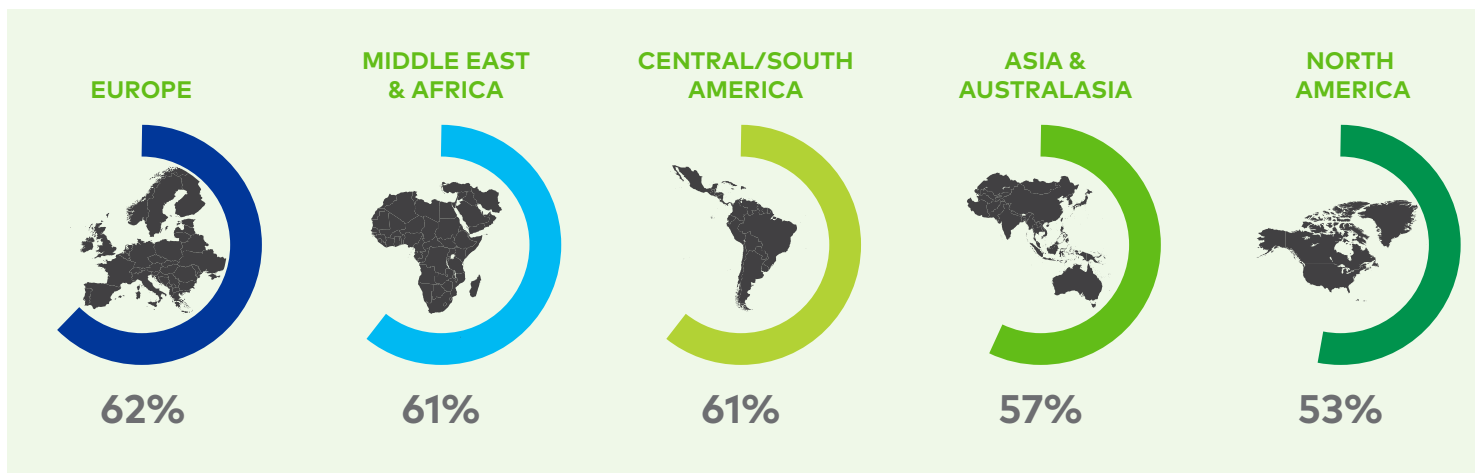 EUROPE
62%
MIDDLE EAST
& AFRICA
61%
CENTRAL/SOUTH
AMERICA
61%
ASIA &
AUSTRALASIA
57%
NORTH
AMERICA
53%